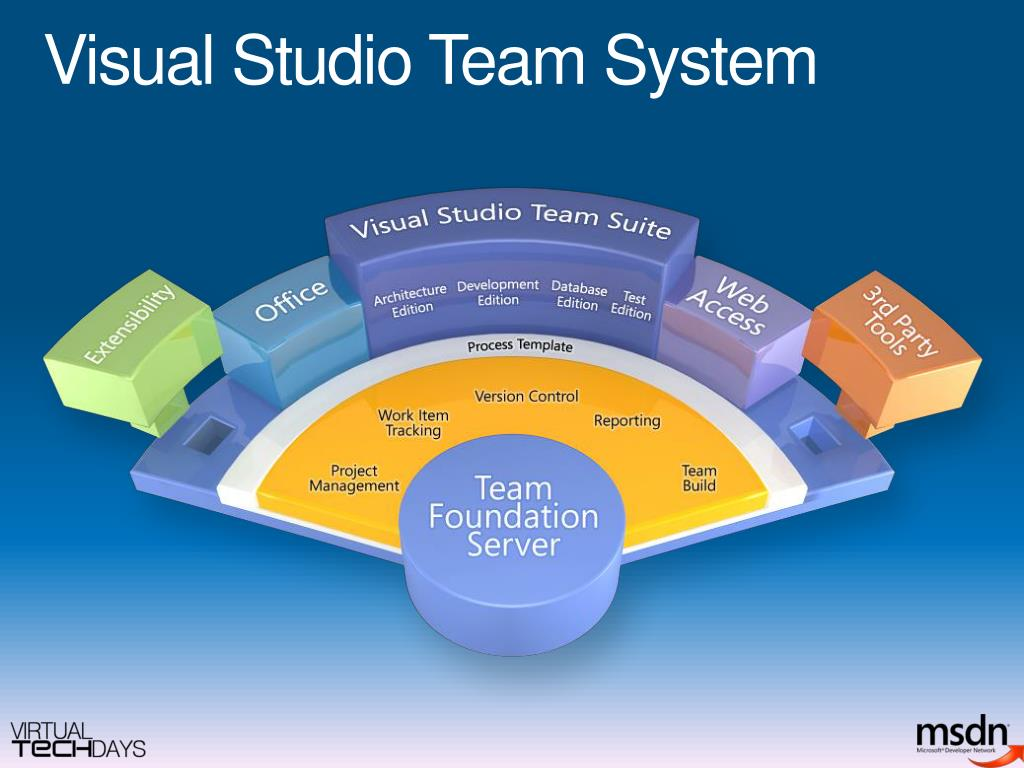 Visual Studio Team System
Visual Studio Team Suite
Extensibility
Office
Architecture
Edition
Development
Edition
Database
Edition
Test
Edition
Web
Access
3rd Party
Tools
Process Template
Version Control
Work Item
Tracking
Reporting
Project
Management
Team
Build
Team
Foundation
Server
VIRTUAL
TECHDAYS
msdn
Microsoft® Developer Network